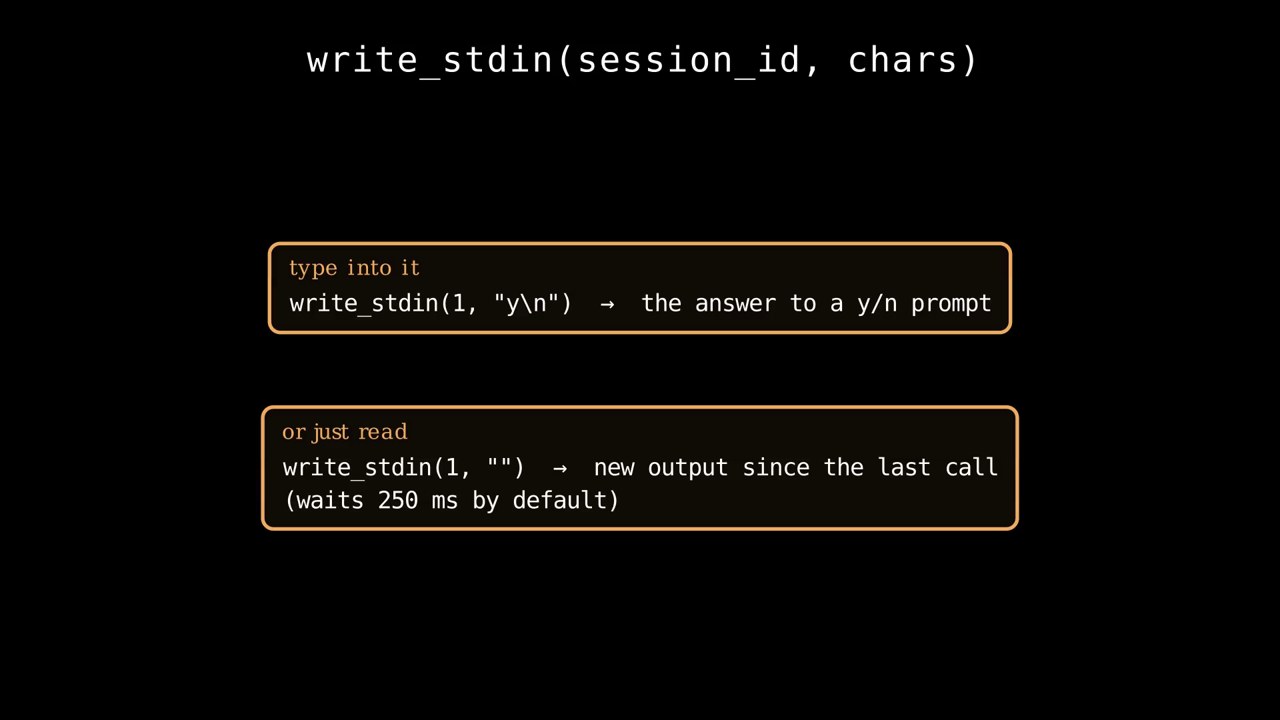 write_stdin(session_id, chars)
type into it
write_stdin(1, "y\n")  →  the answer to a y/n prompt
or just read
write_stdin(1, "")  →  new output since the last call
(waits 250 ms by default)